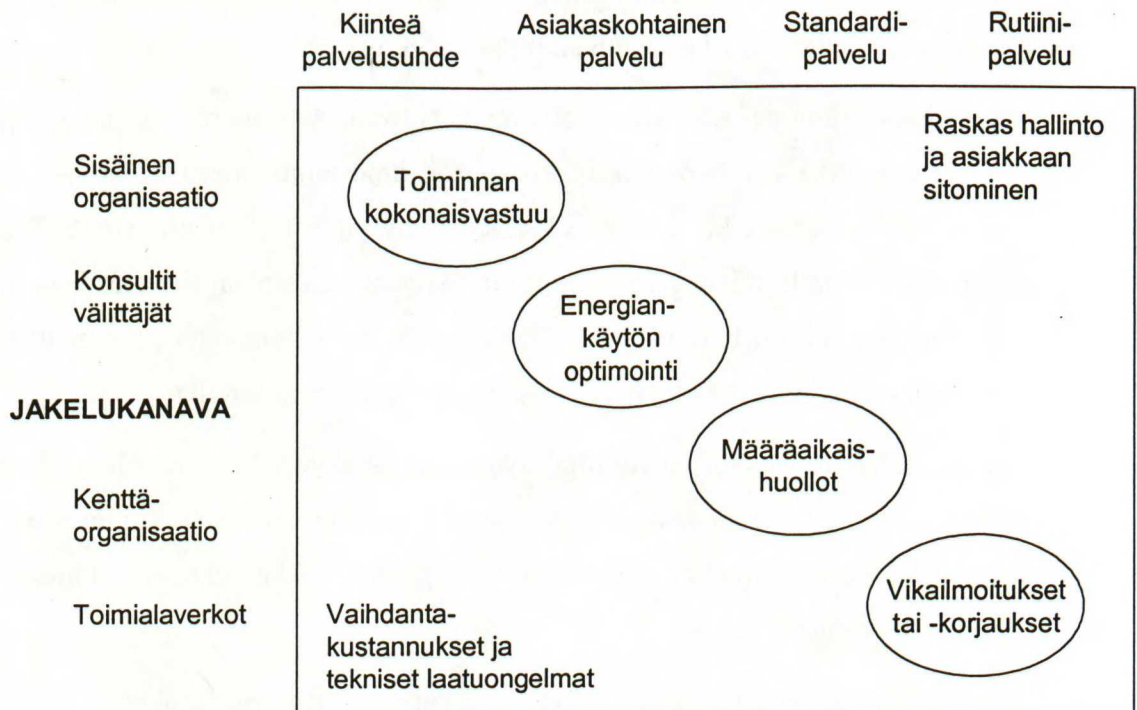 Kiinteä
palvelusuhde
Asiakaskohtainen
palvelu
Standardi-
palvelu
Rutiini-
palvelu
Sisäinen
organisaatio
Toiminnan
kokonaisvastuu
Raskas hallinto
ja asiakkaan
sitominen
Konsultit
välittäjät
Energian-
käytön
optimointi
JAKELUKANAVA
Määräaikais-
huollot
Kenttä-
organisaatio
Toimialaverkot
Vaihdanta-
kustannukset ja
tekniset laatuongelmat
Vikailmoitukset
tai -korjaukset